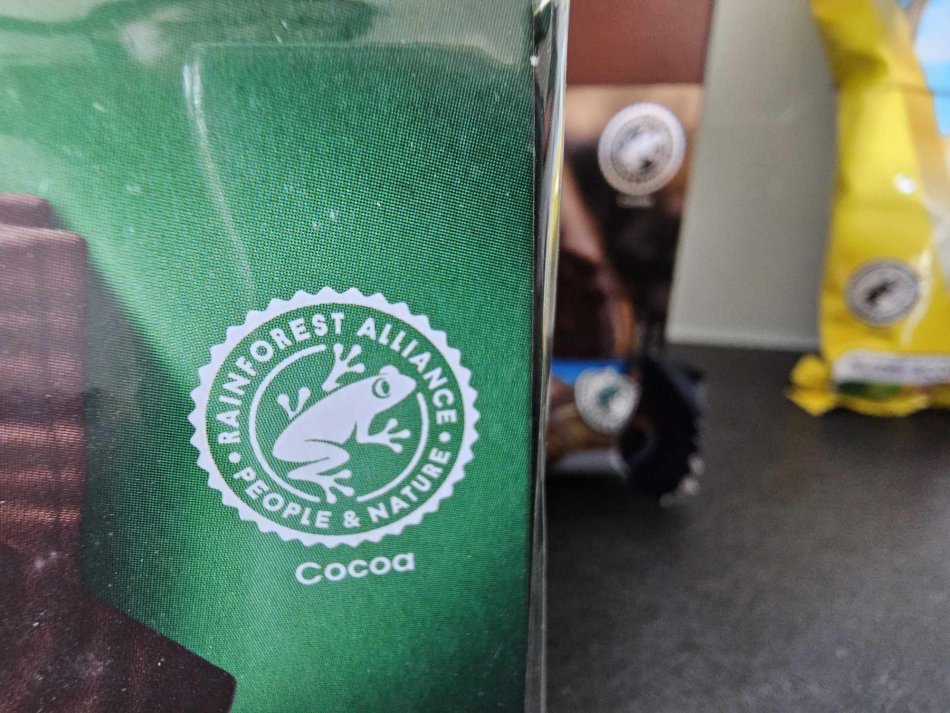 RAINFOREST ALLIANCE
PEOPLE & NATURE
Cocoa